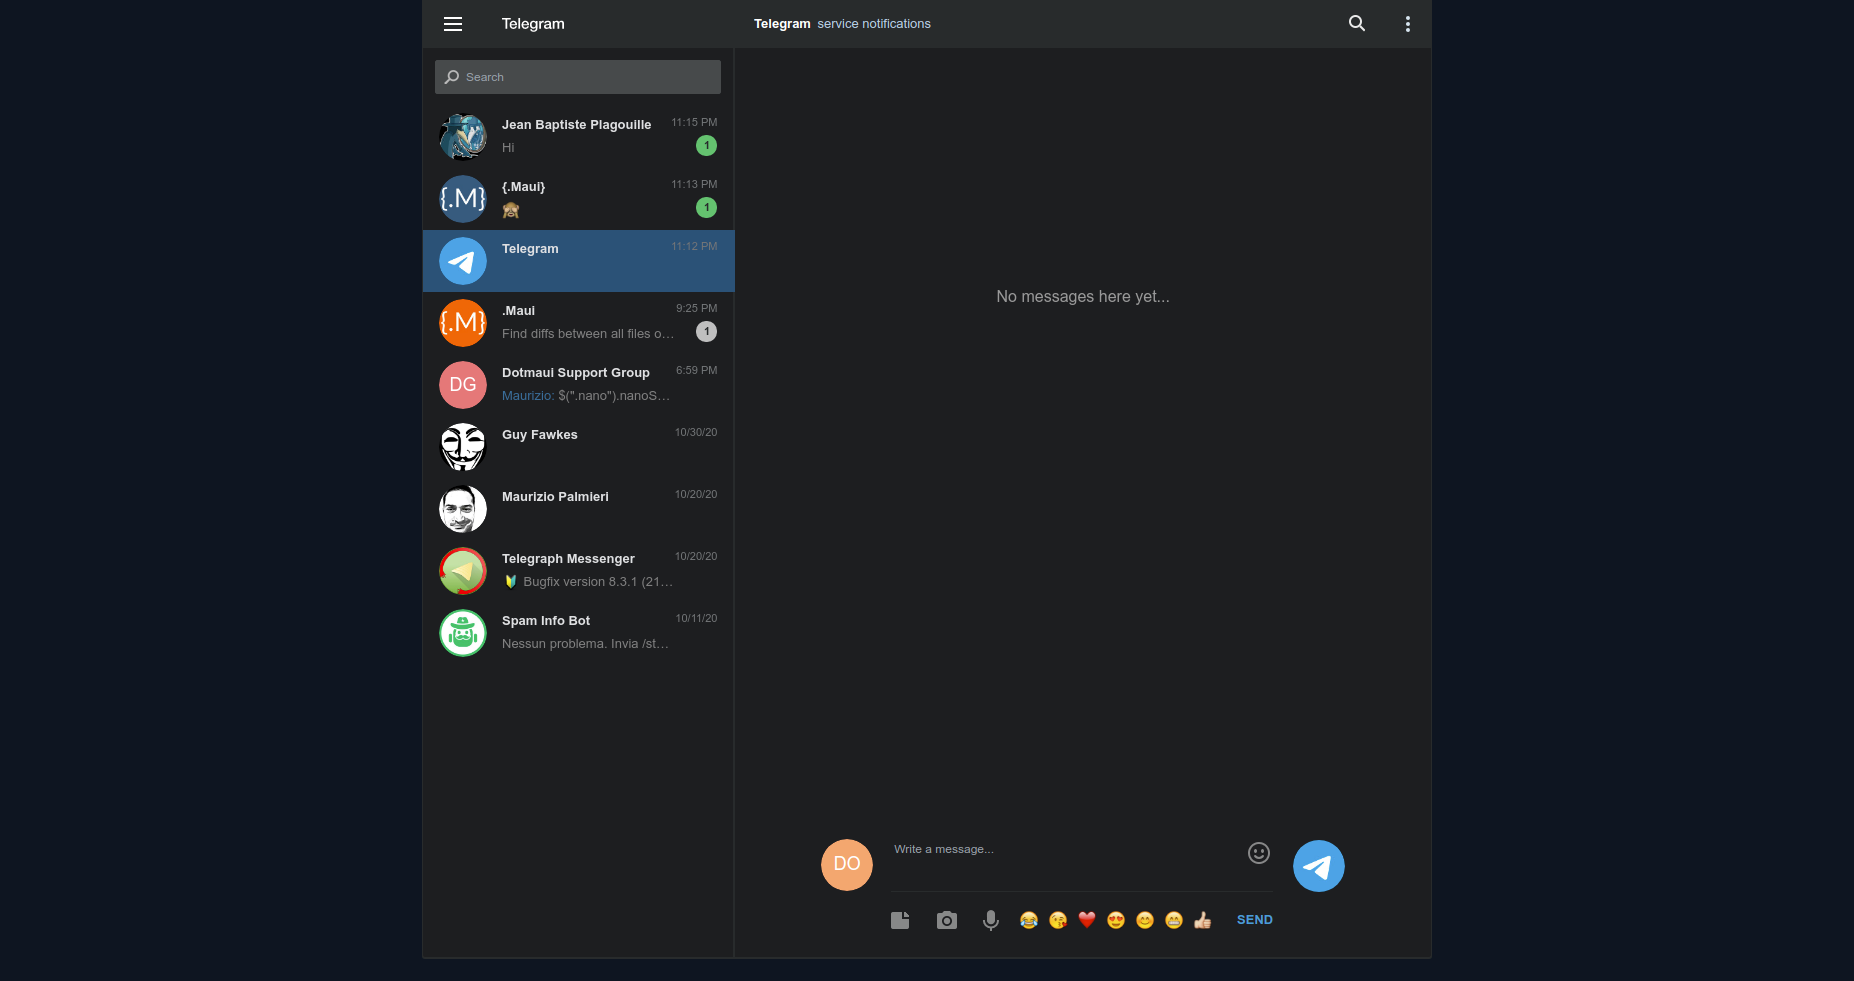 Telegram
Telegram service notifications
Search
Jean Baptiste Plagouille 11:15 PM
Hi 1
{.M} {.Maui} 11:13 PM
🙈 1
Telegram 11:12 PM
{.M} .Maui 9:25 PM
Find diffs between all files o... 1
DG Dotmaui Support Group 6:59 PM
Maurizio: $(".nano").nanoS...
Guy Fawkes 10/30/20
Maurizio Palmieri 10/20/20
Telegraph Messenger 10/20/20
🔰 Bugfix version 8.3.1 (21...
Spam Info Bot 10/11/20
Nessun problema. Invia /st...
No messages here yet...
DO Write a message...
😂 😘 ❤️ 😍 😊 😁 👍🏼 SEND